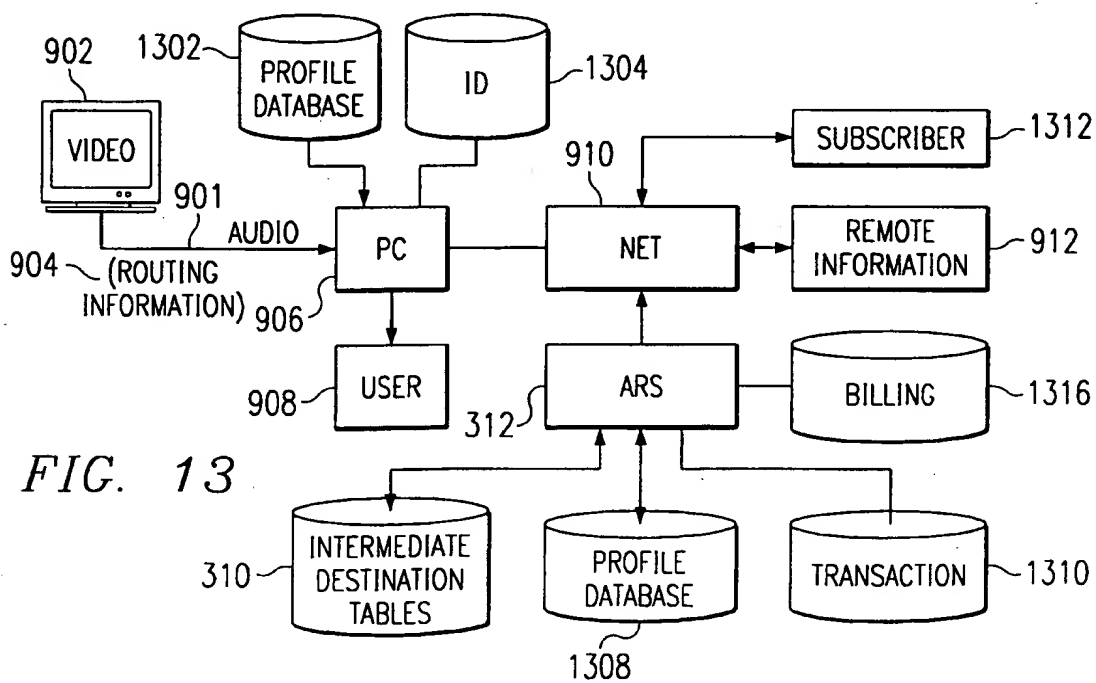 902
1302
PROFILE
DATABASE
ID
1304
VIDEO
901
AUDIO
904
(ROUTING
INFORMATION)
PC
906
910
NET
SUBSCRIBER
1312
REMOTE
INFORMATION
912
USER
908
ARS
312
BILLING
1316
FIG. 13
INTERMEDIATE
DESTINATION
TABLES
310
PROFILE
DATABASE
1308
TRANSACTION
1310